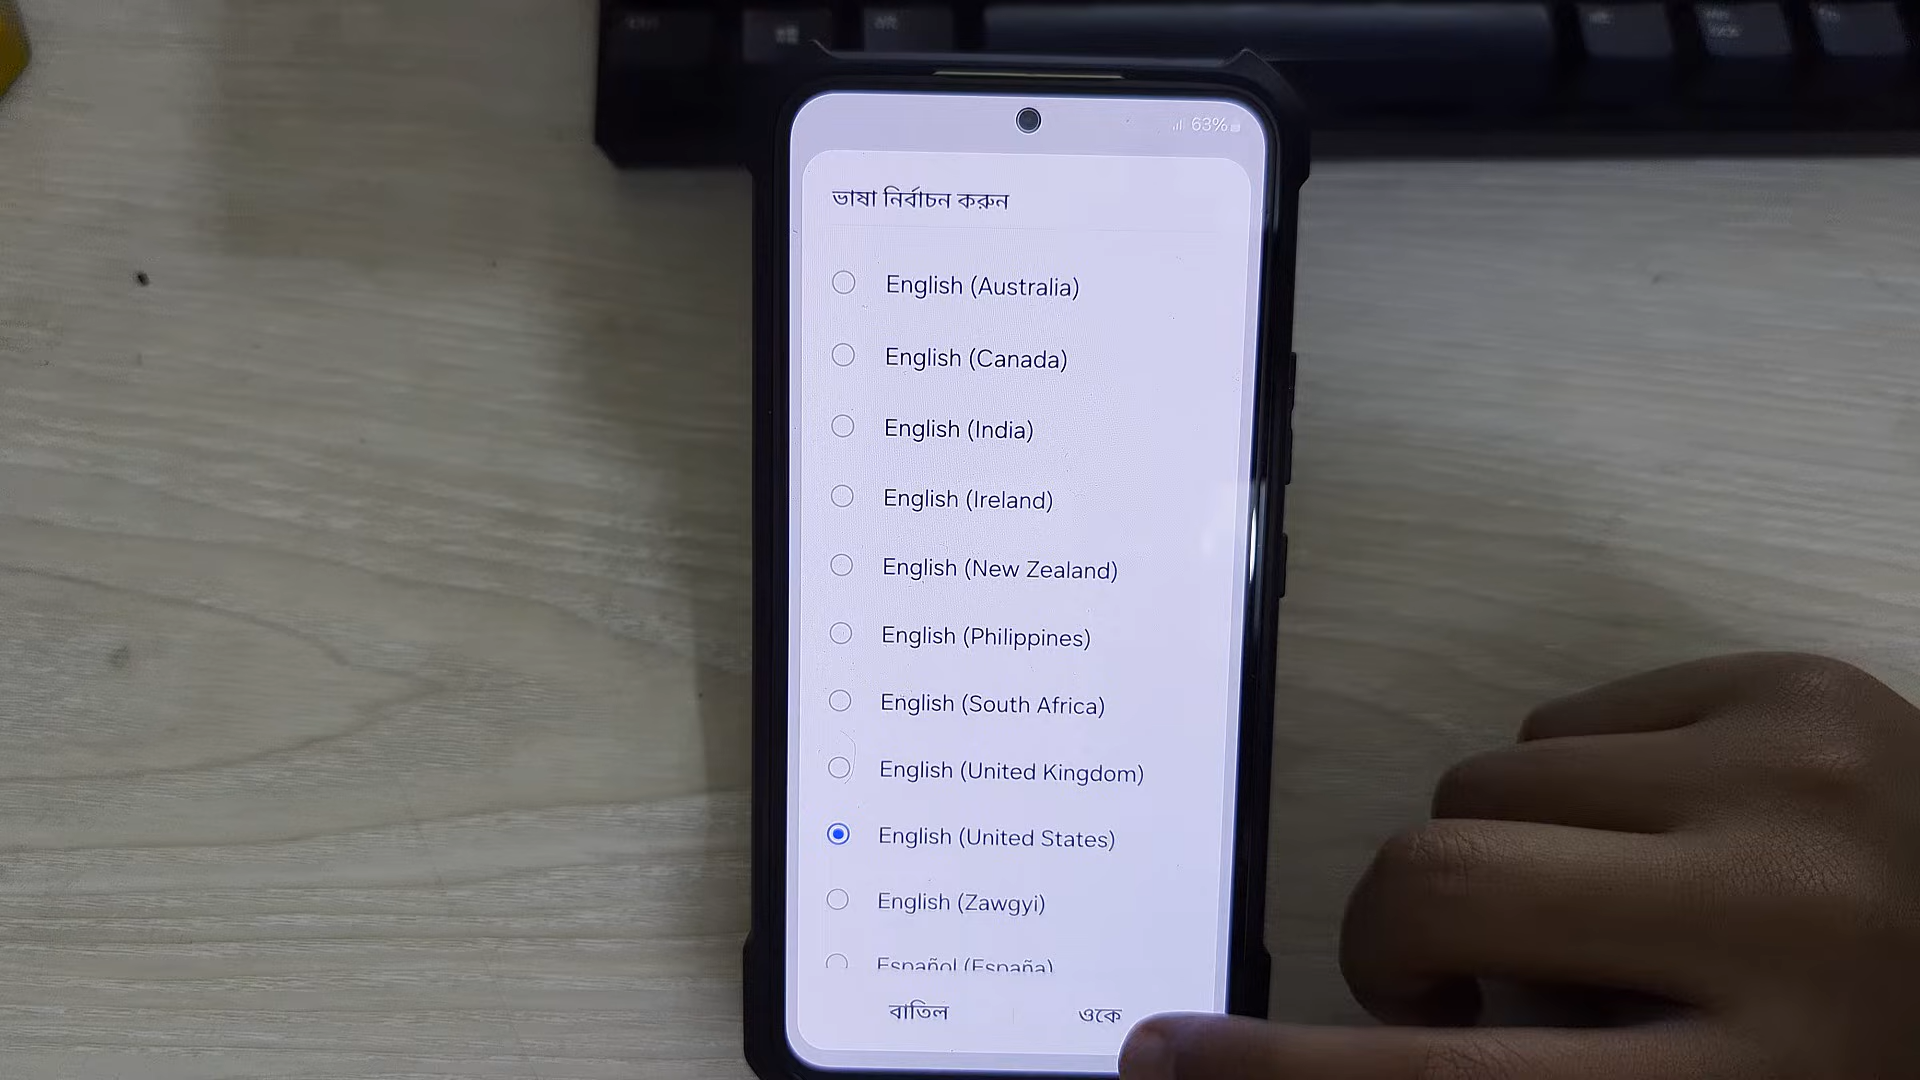 63%
ভাষা নির্বাচন করুন
English (Australia)
English (Canada)
English (India)
English (Ireland)
English (New Zealand)
English (Philippines)
English (South Africa)
English (United Kingdom)
English (United States)
English (Zawgyi)
Español (España)
বাতিল
ওকে